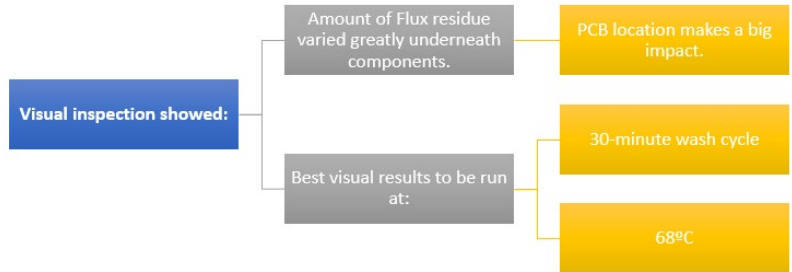 Amount of Flux residue
varied greatly underneath
components.
PCB location makes a big
impact.
Visual inspection showed:
30-minute wash cycle
Best visual results to be run
at:
68ºC